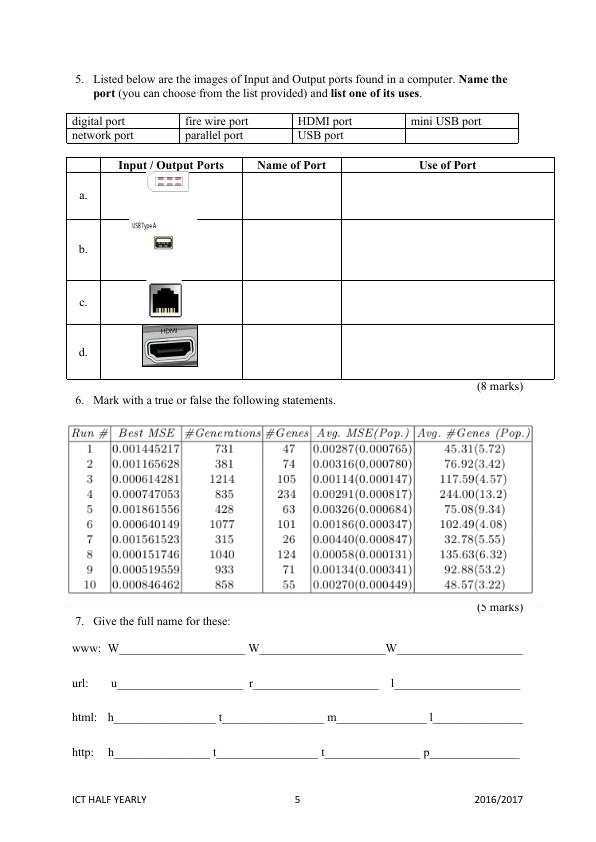 5. Listed below are the images of Input and Output ports found in a computer. Name the
port (you can choose from the list provided) and list one of its uses.
digital port fire wire port HDMI port mini USB port
network port parallel port USB port
Input / Output Ports Name of Port Use of Port
a.
USB Type A
b.
c.
HDMI
d.
(8 marks)
6. Mark with a true or false the following statements.
Run # Best MSE #Generations #Genes Avg. MSE(Pop.) Avg. #Genes (Pop.)
1 0.001445217 731 47 0.00287(0.000765) 45.31(5.72)
2 0.001165628 381 74 0.00316(0.000780) 76.92(3.42)
3 0.000614281 1214 105 0.00114(0.000147) 117.59(4.57)
4 0.000747053 835 234 0.00291(0.000817) 244.00(13.2)
5 0.001861556 428 63 0.00326(0.000684) 75.08(9.34)
6 0.000640149 1077 101 0.00186(0.000347) 102.49(4.08)
7 0.001561523 315 26 0.00440(0.000847) 32.78(5.55)
8 0.000151746 1040 124 0.00058(0.000131) 135.63(6.32)
9 0.000519559 933 71 0.00134(0.000341) 92.88(53.2)
10 0.000846462 858 55 0.00270(0.000449) 48.57(3.22)
(5 marks)
7. Give the full name for these:
www: W_____________________ W_____________________W_____________________
url: u_____________________ r_____________________ l_____________________
html: h_________________ t_________________ m_______________ l_______________
http: h________________ t_________________ t_________________ p_______________
ICT HALF YEARLY 5 2016/2017